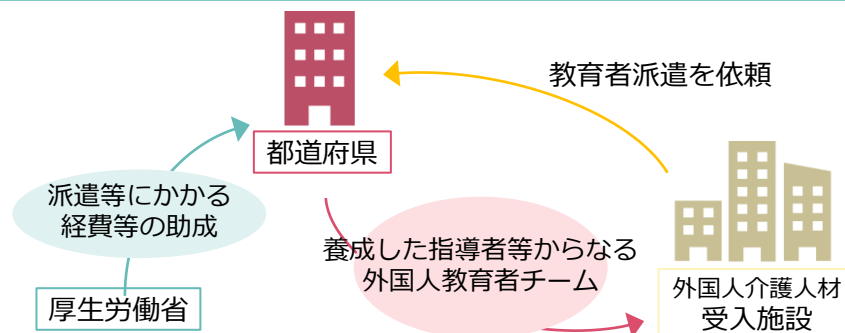 教育者派遣を依頼
都道府県
派遣等にかかる
経費等の助成
養成した指導者等からなる
外国人教育者チーム
厚生労働省
外国人介護人材
受入施設